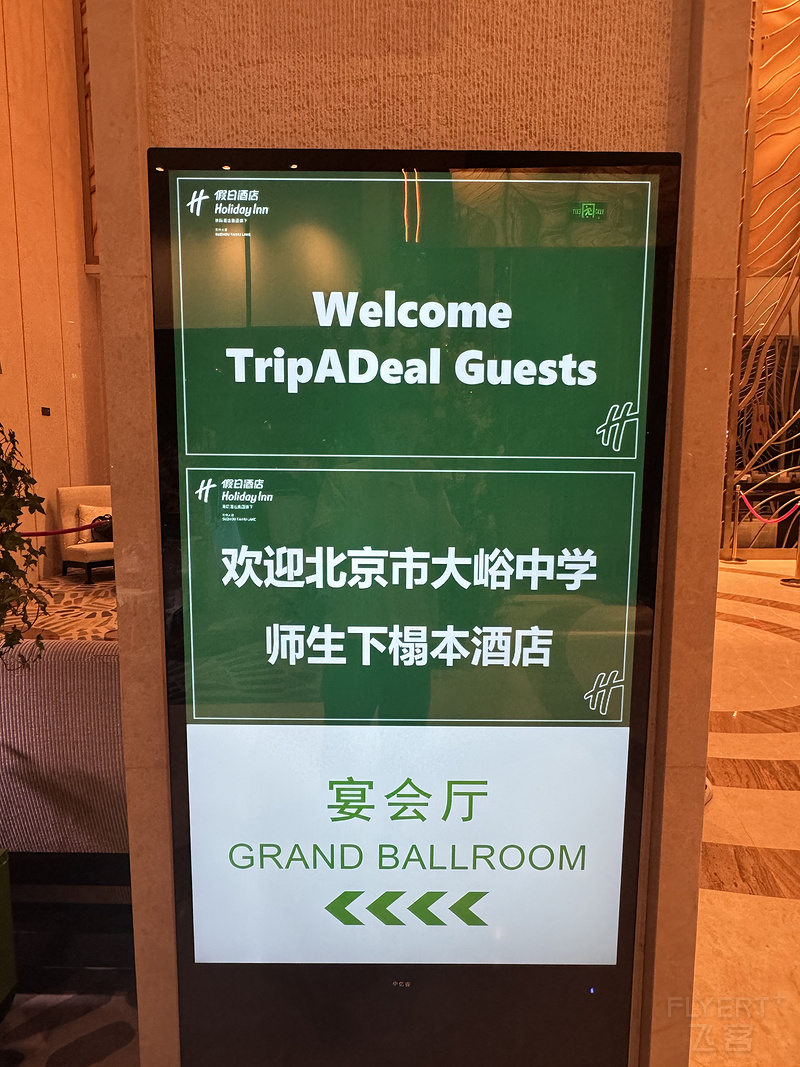 假日酒店
Holiday Inn
Welcome
TripADeal Guests
假日酒店
Holiday Inn
欢迎北京市大峪中学
师生下榻本酒店
宴会厅
GRAND BALLROOM
FLYERT
飞客